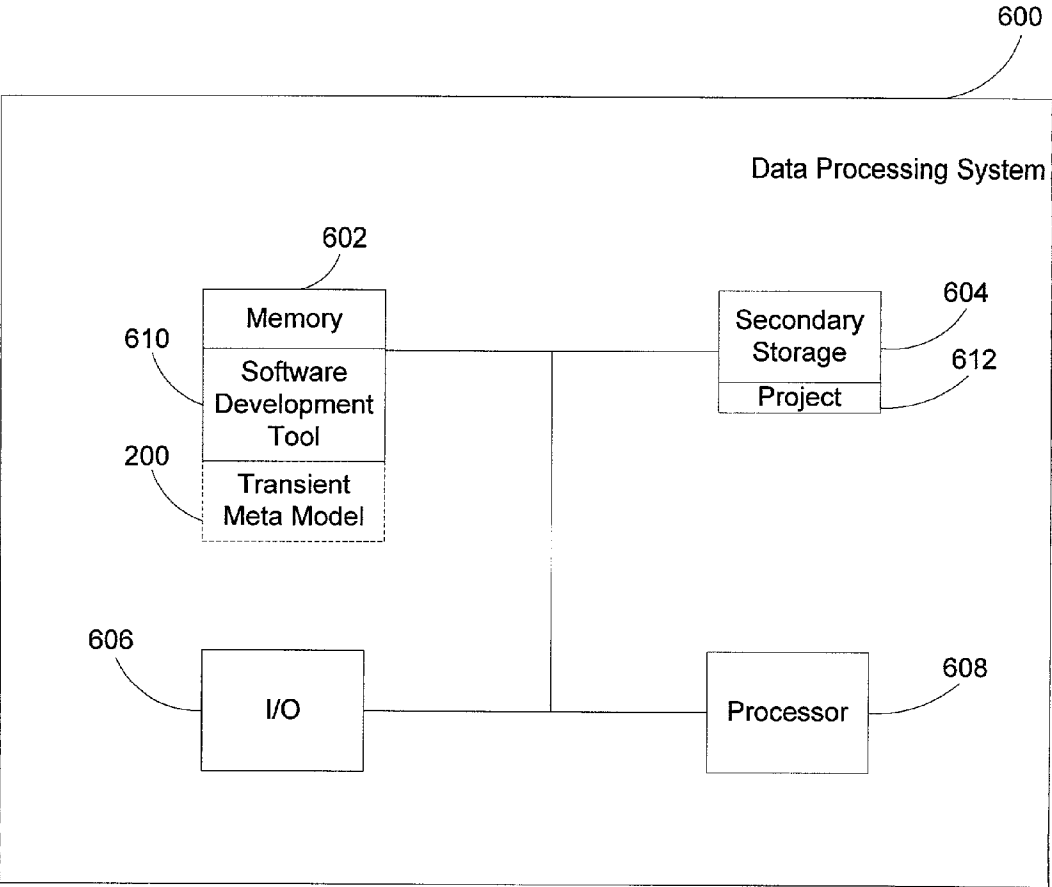 600
Data Processing System
602
Memory
610
Software
Development
Tool
200
Transient
Meta Model
Secondary
Storage
604
Project
612
606
I/O
Processor
608